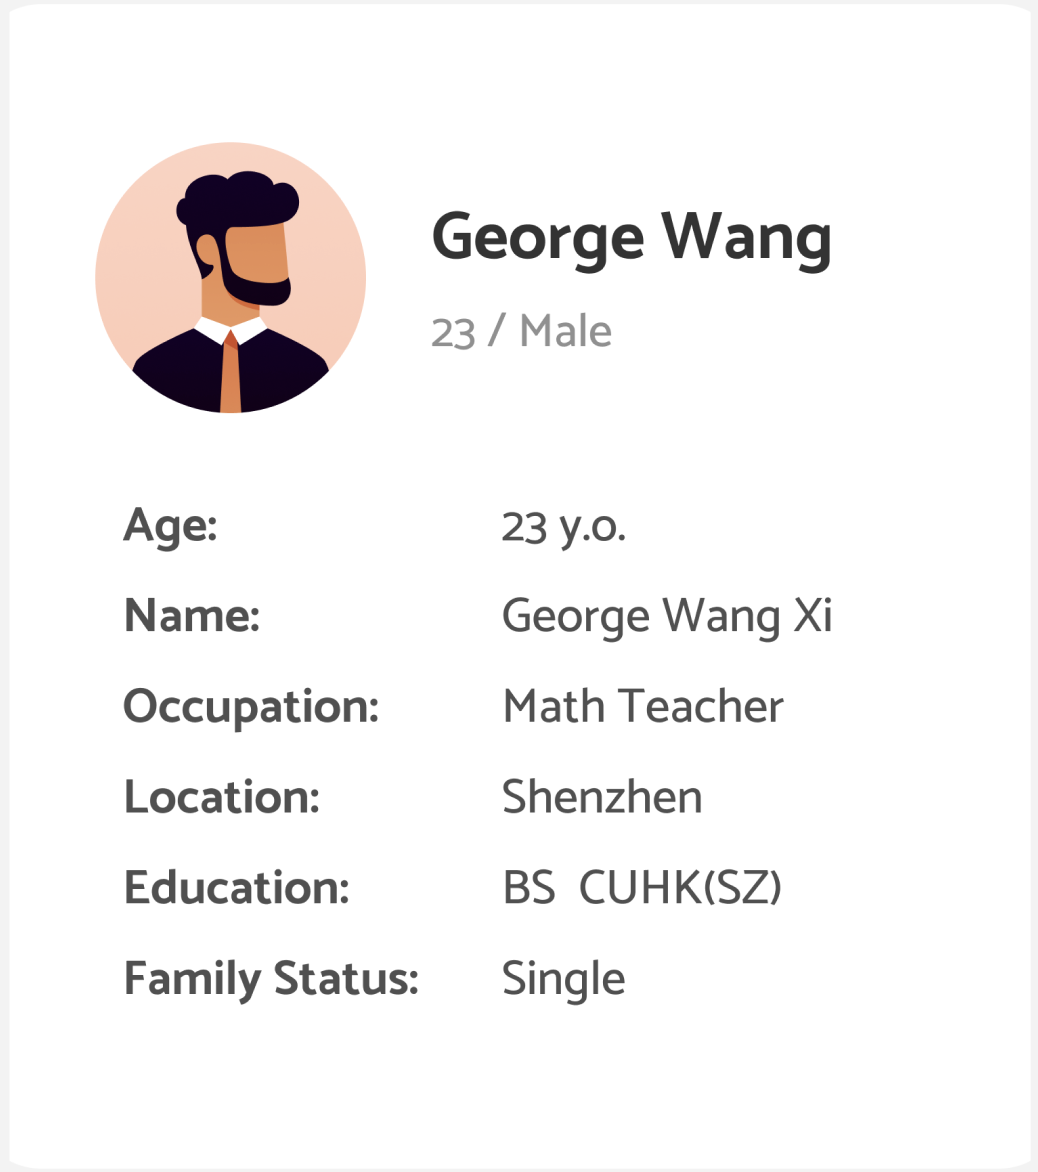 George Wang
23 / Male
Age: 23 y.o.
Name: George Wang Xi
Occupation: Math Teacher
Location: Shenzhen
Education: BS  CUHK(SZ)
Family Status: Single